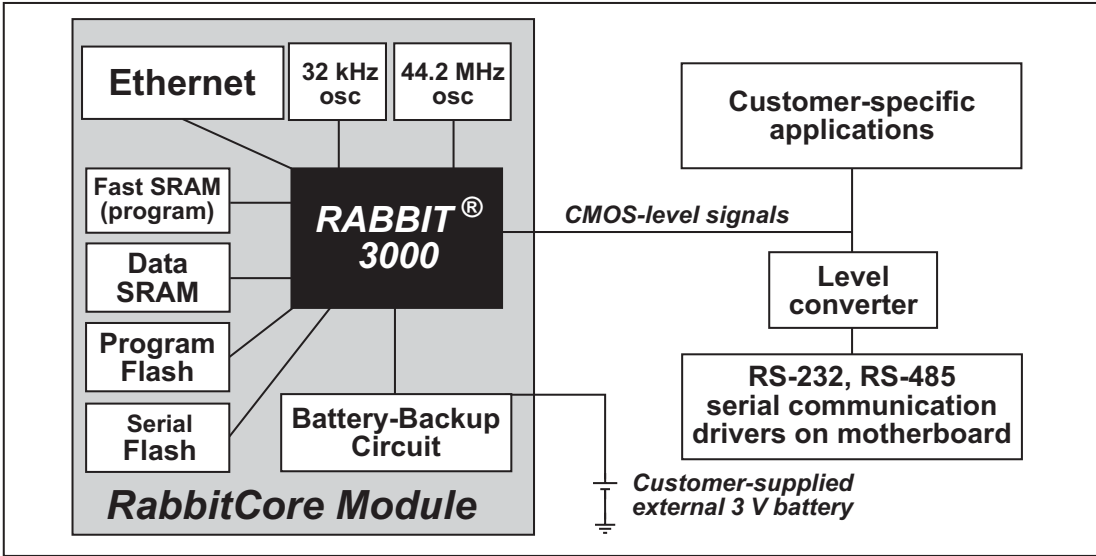 Ethernet
32 kHz
osc
44.2 MHz
osc
Fast SRAM
(program)
Data
SRAM
Program
Flash
Serial
Flash
RABBIT ®
3000
Battery-Backup
Circuit
RabbitCore Module
CMOS-level signals
Customer-specific
applications
Level
converter
RS-232, RS-485
serial communication
drivers on motherboard
Customer-supplied
external 3 V battery